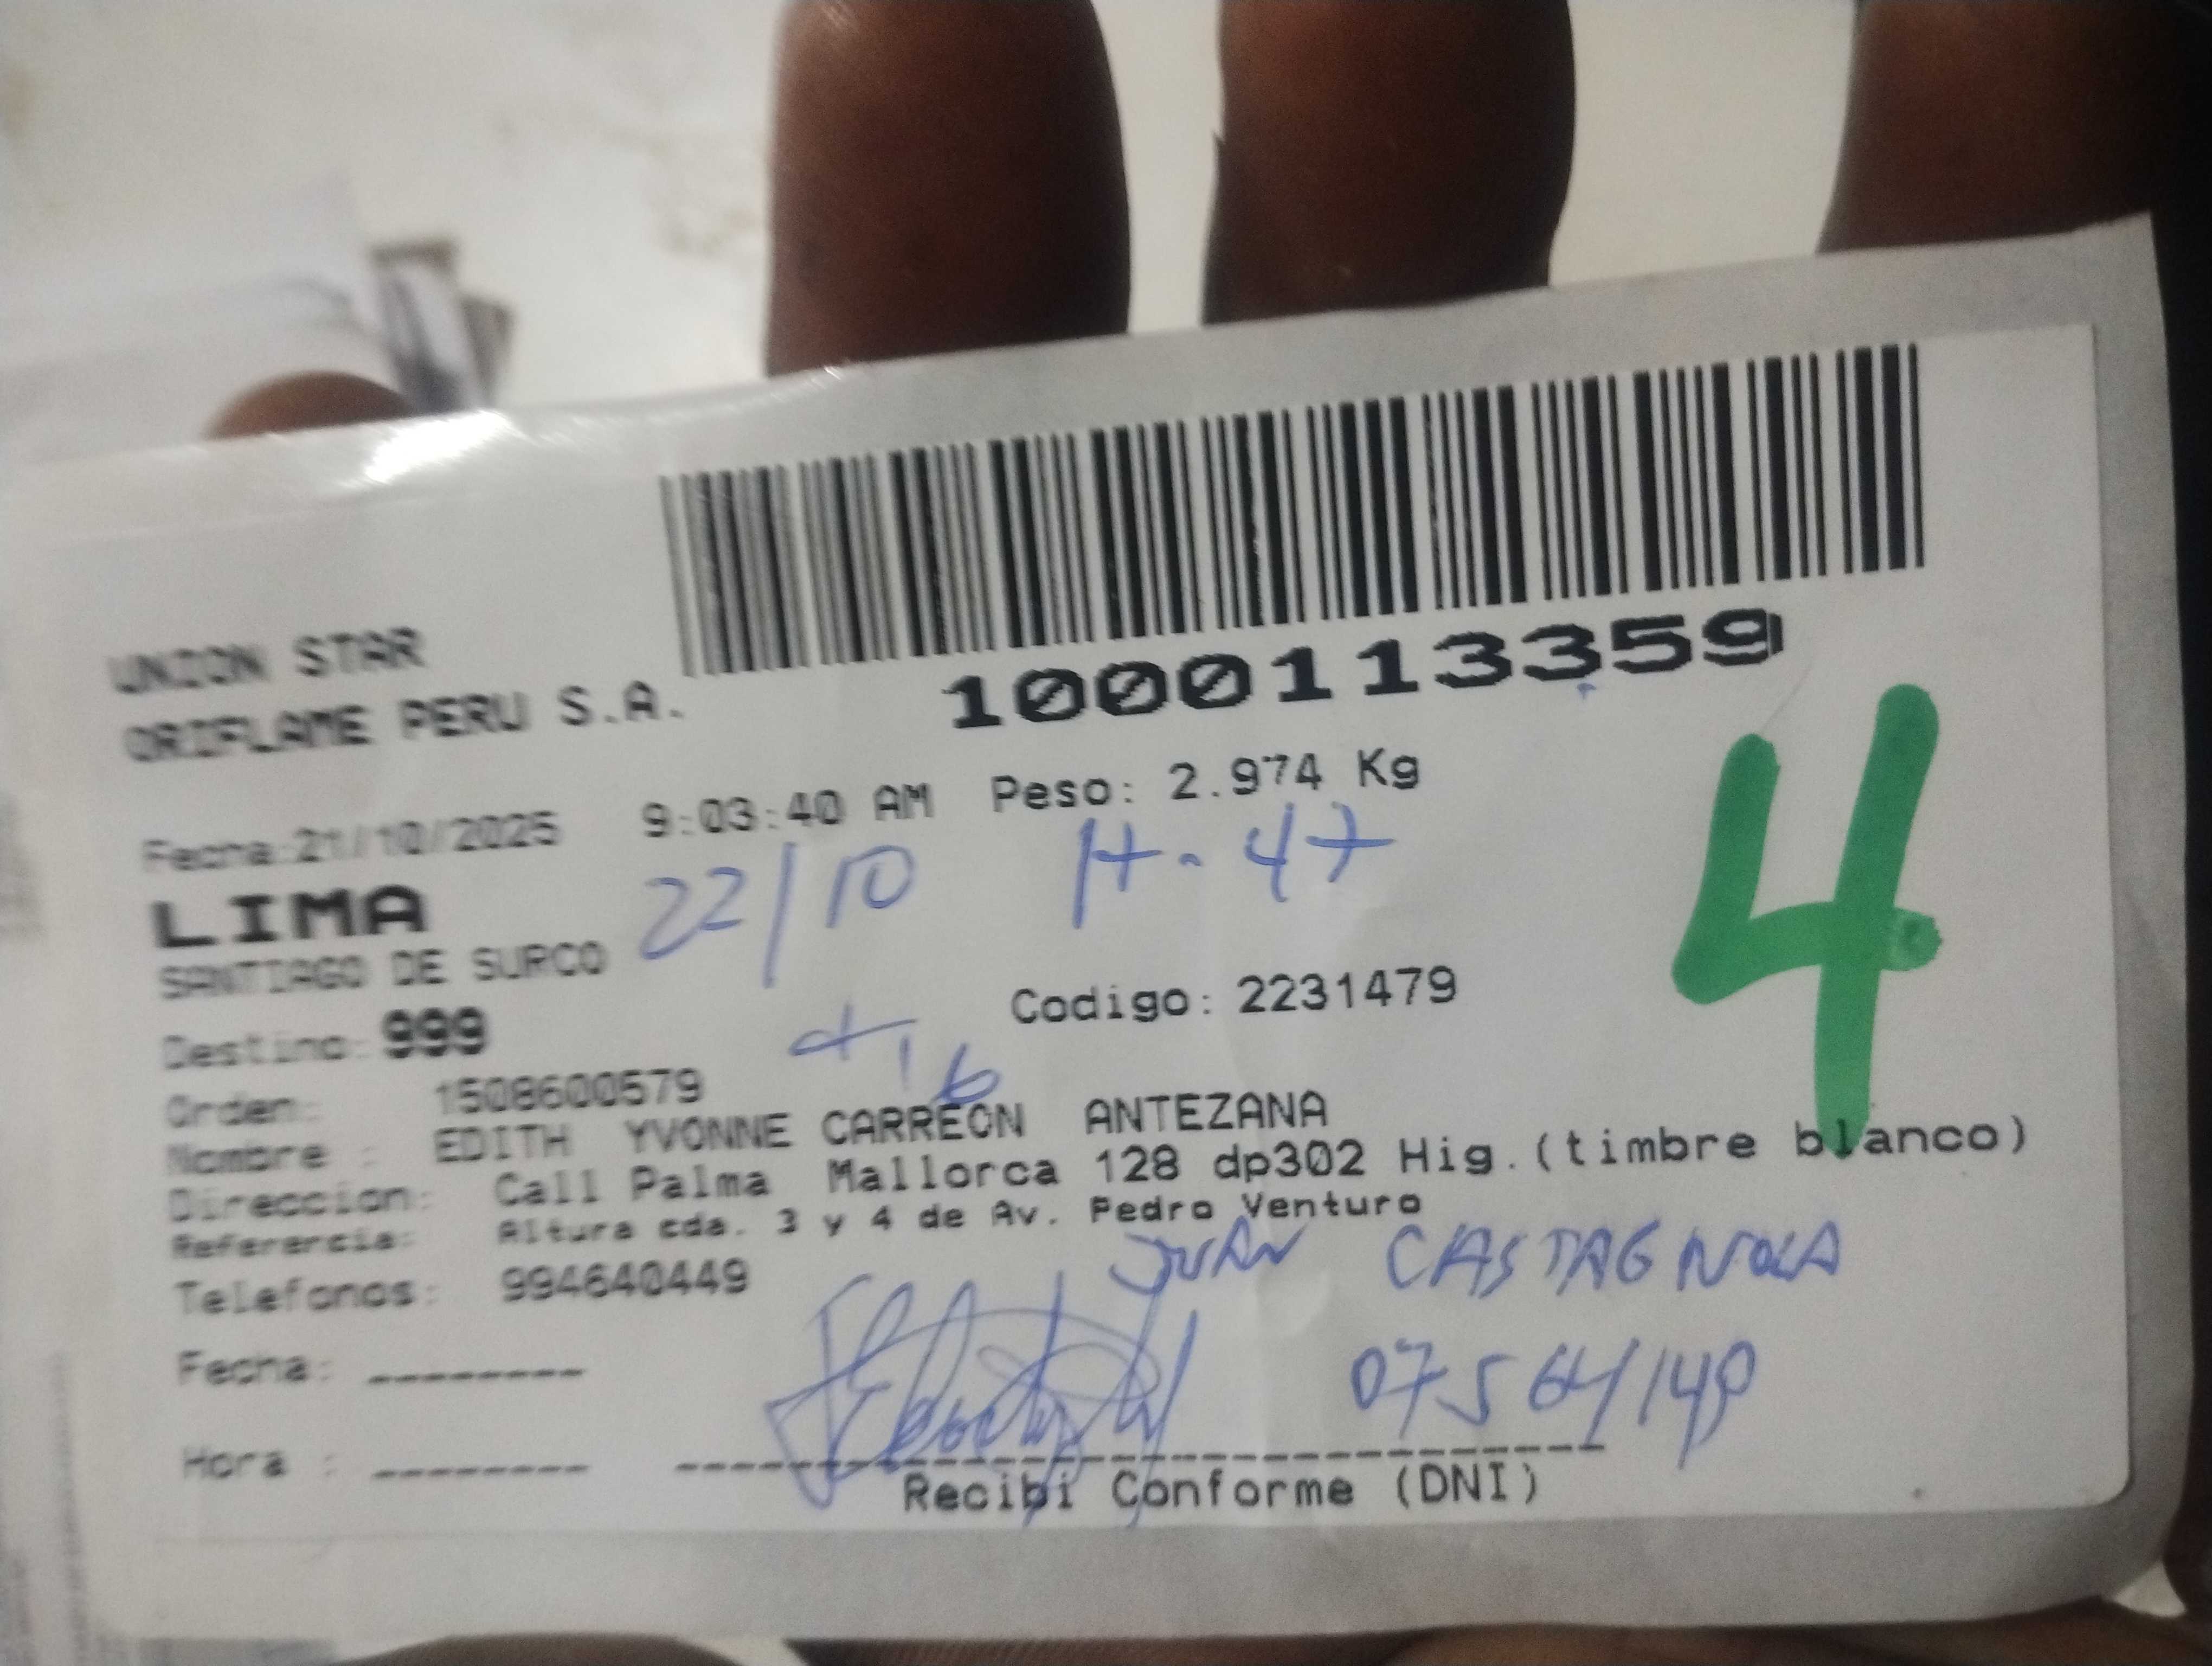 UNION STAR
ORIFLAME PERU S.A.
1000113359
Fecha:21/10/2025 9:03:40 AM Peso: 2.974 Kg
22/10 17-47
LIMA
SANTIAGO DE SURCO
4
Destino: 999 Codigo: 2231479
Orden: 1508600579
Nombre : EDITH YVONNE CARREON ANTEZANA
Direccion: Call Palma Mallorca 128 dp302 Hig.(timbre blanco)
Referencia: Altura cda. 3 y 4 de Av. Pedro Venturo
Telefonos: 994640449
JUAN CASTAGNOLA
Fecha: --------
07564149
Hora : --------
Recibi Conforme (DNI)